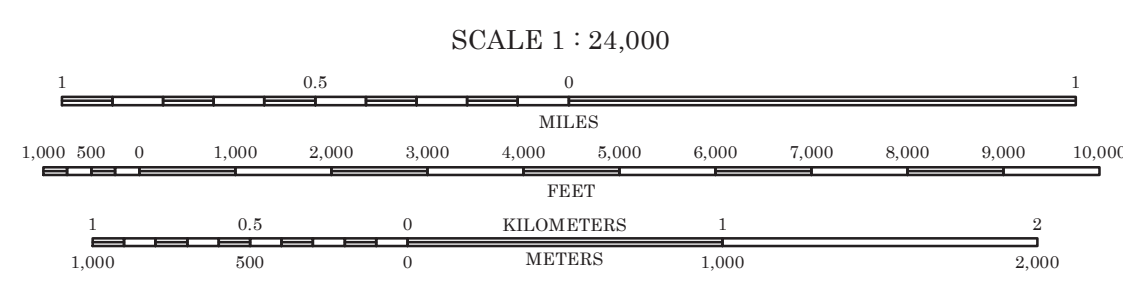 SCALE 1 : 24,000
1 0.5 0 1
MILES
1,000 500 0 1,000 2,000 3,000 4,000 5,000 6,000 7,000 8,000 9,000 10,000
FEET
1 0.5 0 KILOMETERS 1 2
1,000 500 0 METERS 1,000 2,000